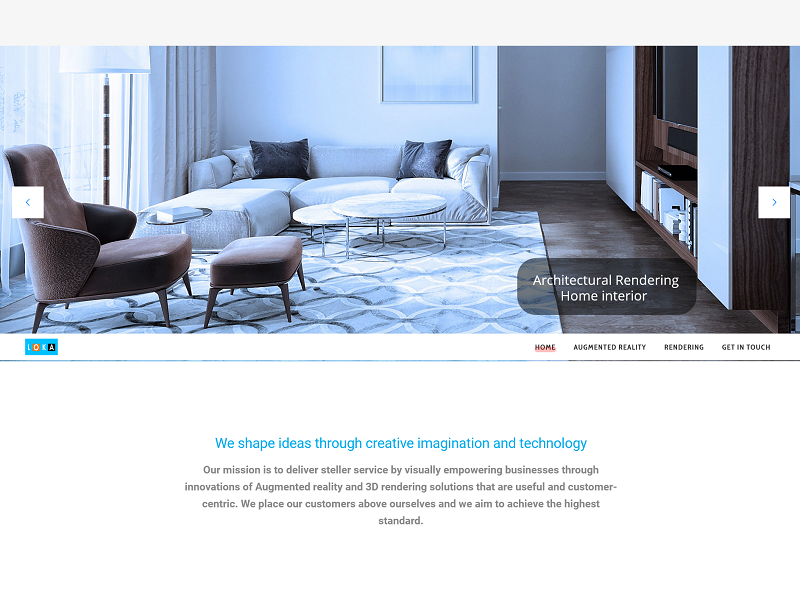 Architectural Rendering
Home interior
LOKA
HOME AUGMENTED REALITY RENDERING GET IN TOUCH
We shape ideas through creative imagination and technology
Our mission is to deliver steller service by visually empowering businesses through
innovations of Augmented reality and 3D rendering solutions that are useful and customer-
centric. We place our customers above ourselves and we aim to achieve the highest
standard.